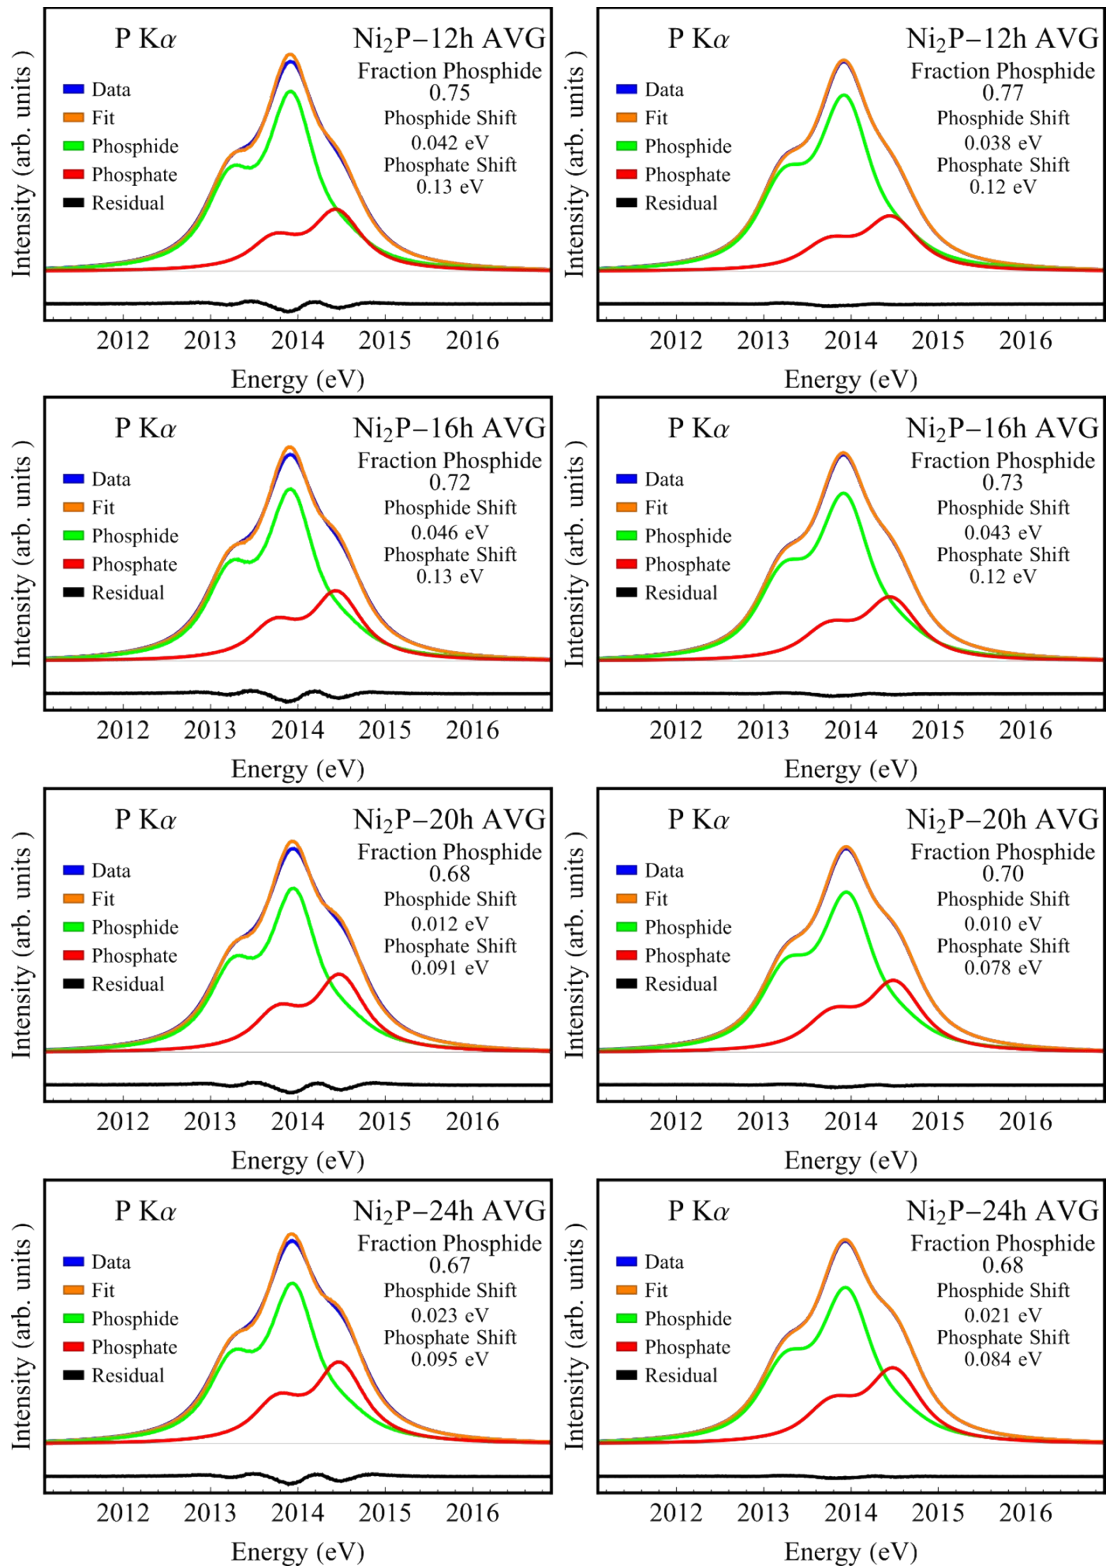 P Kα
Ni₂P−12h AVG
Fraction Phosphide
0.75
Phosphide Shift
0.042 eV
Phosphate Shift
0.13 eV
Data
Fit
Phosphide
Phosphate
Residual
Intensity (arb. units )
2012 2013 2014 2015 2016
Energy (eV)
P Kα
Ni₂P−12h AVG
Fraction Phosphide
0.77
Phosphide Shift
0.038 eV
Phosphate Shift
0.12 eV
Data
Fit
Phosphide
Phosphate
Residual
Intensity (arb. units )
2012 2013 2014 2015 2016
Energy (eV)
P Kα
Ni₂P−16h AVG
Fraction Phosphide
0.72
Phosphide Shift
0.046 eV
Phosphate Shift
0.13 eV
Data
Fit
Phosphide
Phosphate
Residual
Intensity (arb. units )
2012 2013 2014 2015 2016
Energy (eV)
P Kα
Ni₂P−16h AVG
Fraction Phosphide
0.73
Phosphide Shift
0.043 eV
Phosphate Shift
0.12 eV
Data
Fit
Phosphide
Phosphate
Residual
Intensity (arb. units )
2012 2013 2014 2015 2016
Energy (eV)
P Kα
Ni₂P−20h AVG
Fraction Phosphide
0.68
Phosphide Shift
0.012 eV
Phosphate Shift
0.091 eV
Data
Fit
Phosphide
Phosphate
Residual
Intensity (arb. units )
2012 2013 2014 2015 2016
Energy (eV)
P Kα
Ni₂P−20h AVG
Fraction Phosphide
0.70
Phosphide Shift
0.010 eV
Phosphate Shift
0.078 eV
Data
Fit
Phosphide
Phosphate
Residual
Intensity (arb. units )
2012 2013 2014 2015 2016
Energy (eV)
P Kα
Ni₂P−24h AVG
Fraction Phosphide
0.67
Phosphide Shift
0.023 eV
Phosphate Shift
0.095 eV
Data
Fit
Phosphide
Phosphate
Residual
Intensity (arb. units )
2012 2013 2014 2015 2016
Energy (eV)
P Kα
Ni₂P−24h AVG
Fraction Phosphide
0.68
Phosphide Shift
0.021 eV
Phosphate Shift
0.084 eV
Data
Fit
Phosphide
Phosphate
Residual
Intensity (arb. units )
2012 2013 2014 2015 2016
Energy (eV)